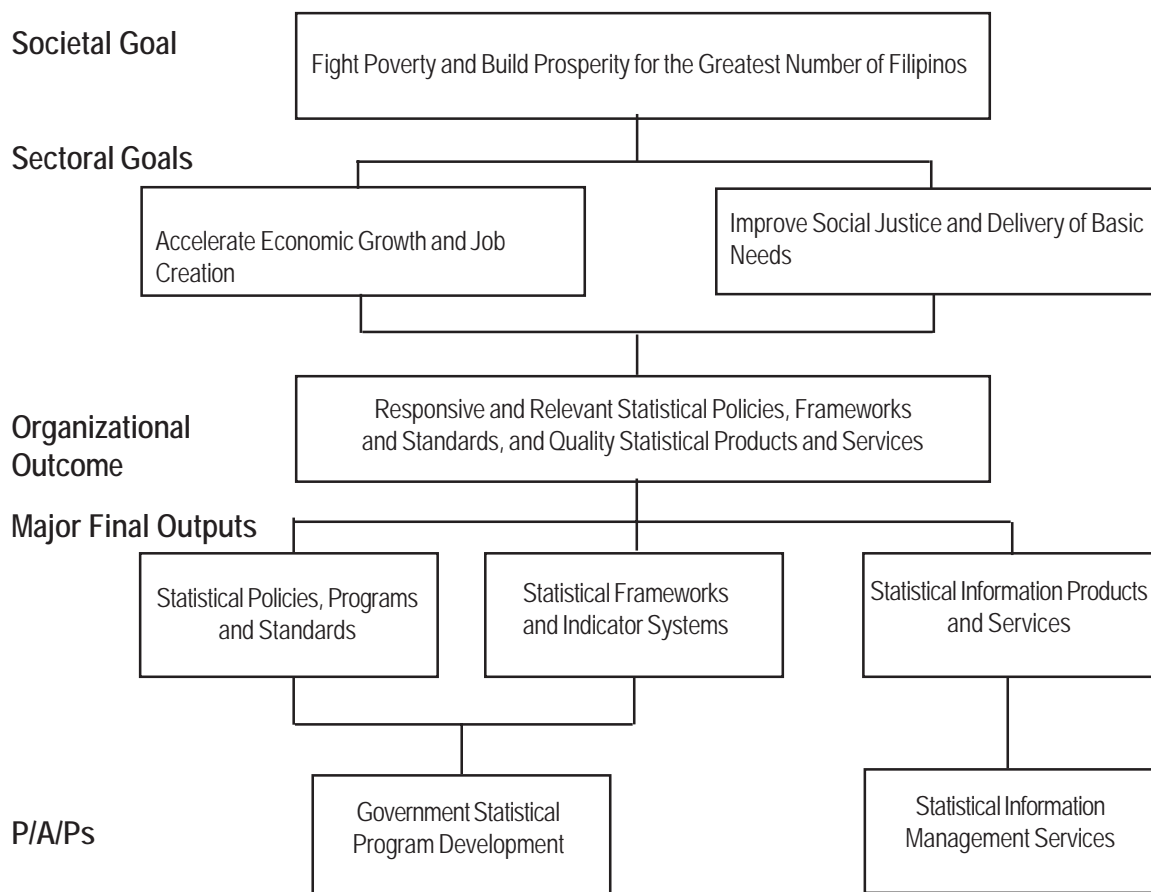 Societal Goal
Fight Poverty and Build Prosperity for the Greatest Number of Filipinos
Sectoral Goals
Accelerate Economic Growth and Job
Creation
Improve Social Justice and Delivery of Basic
Needs
Organizational
Outcome
Responsive and Relevant Statistical Policies, Frameworks
and Standards, and Quality Statistical Products and Services
Major Final Outputs
Statistical Policies, Programs
and Standards
Statistical Frameworks
and Indicator Systems
Statistical Information Products
and Services
P/A/Ps
Government Statistical
Program Development
Statistical Information
Management Services